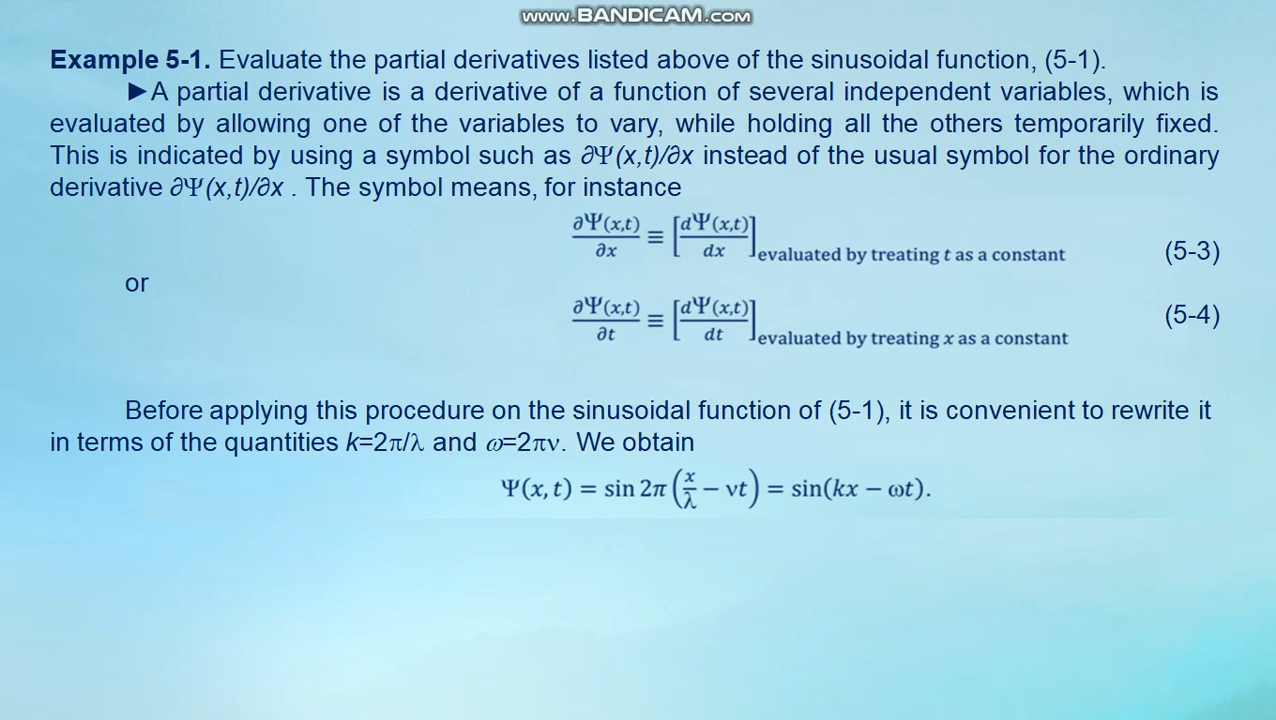 www.BANDICAM.com
Example 5-1. Evaluate the partial derivatives listed above of the sinusoidal function, (5-1).
►A partial derivative is a derivative of a function of several independent variables, which is
evaluated by allowing one of the variables to vary, while holding all the others temporarily fixed.
This is indicated by using a symbol such as ∂Ψ(x,t)/∂x instead of the usual symbol for the ordinary
derivative ∂Ψ(x,t)/∂x . The symbol means, for instance
∂Ψ(x,t)/∂x ≡ [dΨ(x,t)/dx]evaluated by treating t as a constant (5-3)
or
∂Ψ(x,t)/∂t ≡ [dΨ(x,t)/dt]evaluated by treating x as a constant (5-4)
Before applying this procedure on the sinusoidal function of (5-1), it is convenient to rewrite it
in terms of the quantities k=2π/λ and ω=2πν. We obtain
Ψ(x, t) = sin 2π (x/λ − νt) = sin(kx − ωt).